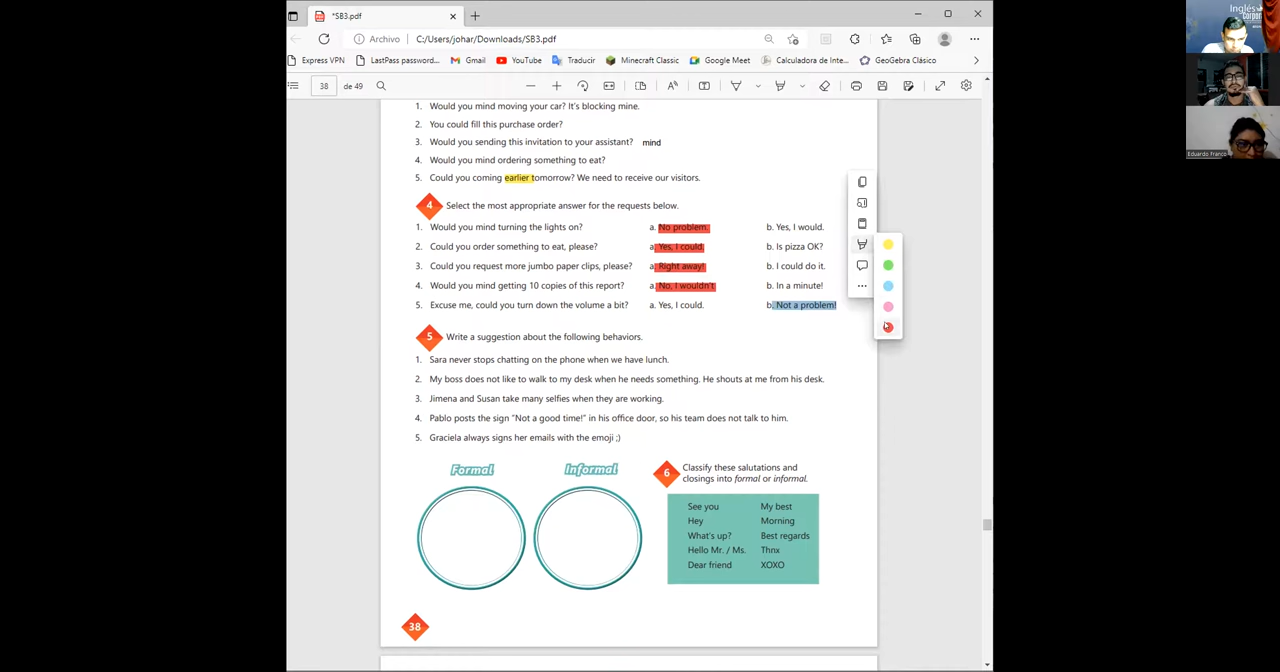 *SB3.pdf
Archivo C:/Users/johar/Downloads/SB3.pdf
Express VPN LastPass password... Gmail YouTube Traducir Minecraft Classic Google Meet Calculadora de Inte... GeoGebra Clásico
38 de 49
1. Would you mind moving your car? It's blocking mine.
2. You could fill this purchase order?
3. Would you sending this invitation to your assistant? mind
4. Would you mind ordering something to eat?
5. Could you coming earlier tomorrow? We need to receive our visitors.
4 Select the most appropriate answer for the requests below.
1. Would you mind turning the lights on? a. No problem. b. Yes, I would.
2. Could you order something to eat, please? a. Yes, I could. b. Is pizza OK?
3. Could you request more jumbo paper clips, please? a. Right away! b. I could do it.
4. Would you mind getting 10 copies of this report? a. No, I wouldn't b. In a minute!
5. Excuse me, could you turn down the volume a bit? a. Yes, I could. b. Not a problem!
5 Write a suggestion about the following behaviors.
1. Sara never stops chatting on the phone when we have lunch.
2. My boss does not like to walk to my desk when he needs something. He shouts at me from his desk.
3. Jimena and Susan take many selfies when they are working.
4. Pablo posts the sign "Not a good time!" in his office door, so his team does not talk to him.
5. Graciela always signs her emails with the emoji ;)
Formal Informal
6 Classify these salutations and
closings into formal or informal.
See you My best
Hey Morning
What's up? Best regards
Hello Mr. / Ms. Thnx
Dear friend XOXO
38
Inglés
Corpor
Eduardo Franco